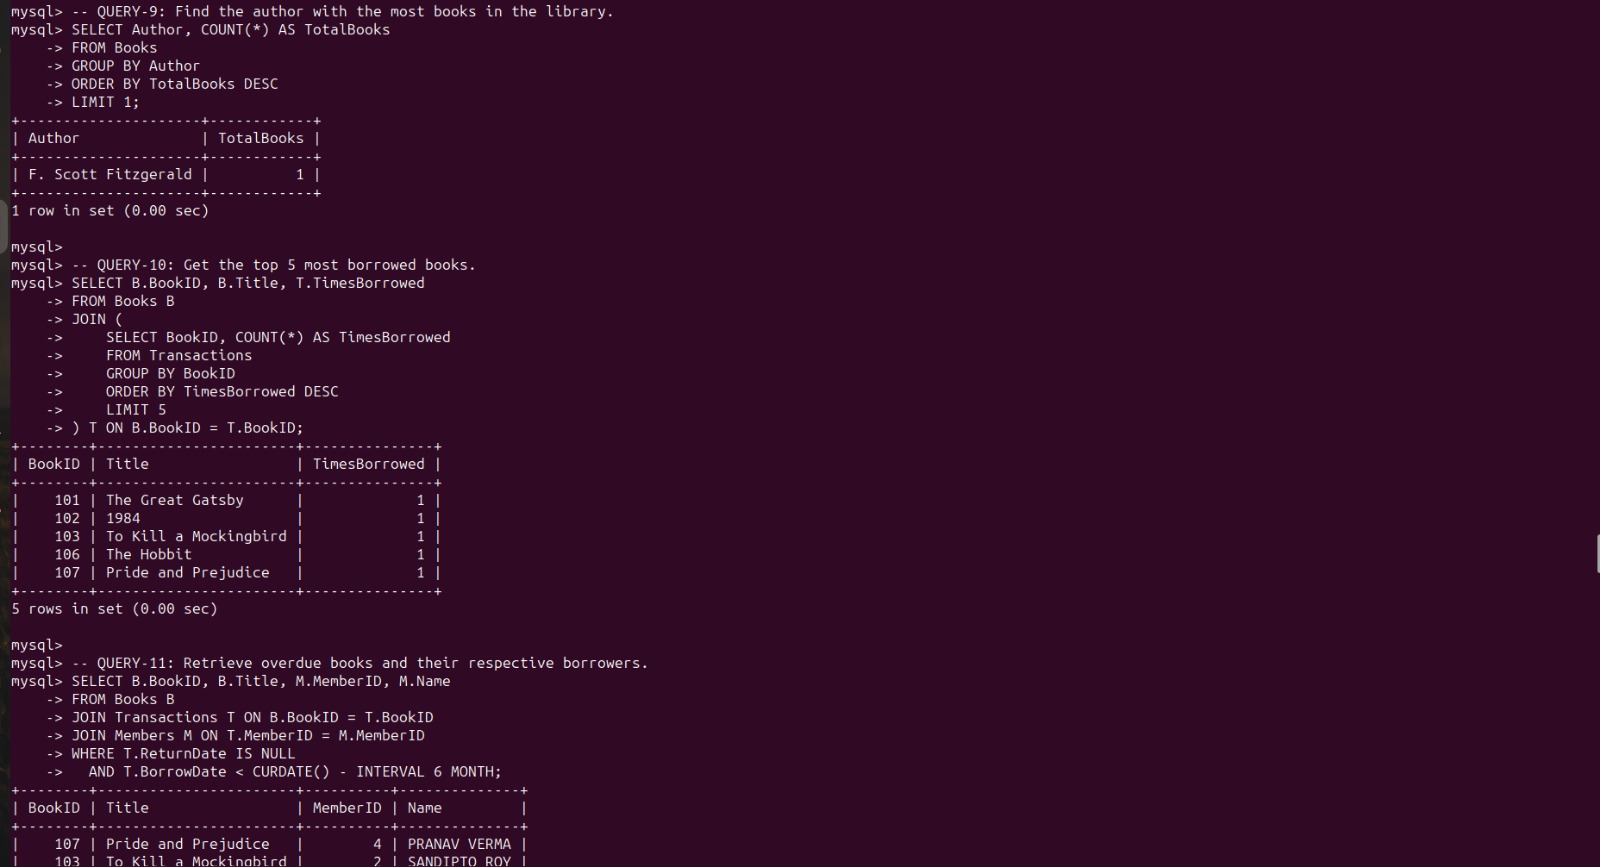 mysql> -- QUERY-9: Find the author with the most books in the library.
mysql> SELECT Author, COUNT(*) AS TotalBooks
    -> FROM Books
    -> GROUP BY Author
    -> ORDER BY TotalBooks DESC
    -> LIMIT 1;
+---------------------+------------+
| Author              | TotalBooks |
+---------------------+------------+
| F. Scott Fitzgerald |          1 |
+---------------------+------------+
1 row in set (0.00 sec)

mysql>
mysql> -- QUERY-10: Get the top 5 most borrowed books.
mysql> SELECT B.BookID, B.Title, T.TimesBorrowed
    -> FROM Books B
    -> JOIN (
    ->     SELECT BookID, COUNT(*) AS TimesBorrowed
    ->     FROM Transactions
    ->     GROUP BY BookID
    ->     ORDER BY TimesBorrowed DESC
    ->     LIMIT 5
    -> ) T ON B.BookID = T.BookID;
+--------+-----------------------+---------------+
| BookID | Title                 | TimesBorrowed |
+--------+-----------------------+---------------+
|    101 | The Great Gatsby      |             1 |
|    102 | 1984                  |             1 |
|    103 | To Kill a Mockingbird |             1 |
|    106 | The Hobbit            |             1 |
|    107 | Pride and Prejudice   |             1 |
+--------+-----------------------+---------------+
5 rows in set (0.00 sec)

mysql>
mysql> -- QUERY-11: Retrieve overdue books and their respective borrowers.
mysql> SELECT B.BookID, B.Title, M.MemberID, M.Name
    -> FROM Books B
    -> JOIN Transactions T ON B.BookID = T.BookID
    -> JOIN Members M ON T.MemberID = M.MemberID
    -> WHERE T.ReturnDate IS NULL
    ->   AND T.BorrowDate < CURDATE() - INTERVAL 6 MONTH;
+--------+-----------------------+----------+--------------+
| BookID | Title                 | MemberID | Name         |
+--------+-----------------------+----------+--------------+
|    107 | Pride and Prejudice   |        4 | PRANAV VERMA |
|    103 | To Kill a Mockingbird |        2 | SANDIPTO ROY |